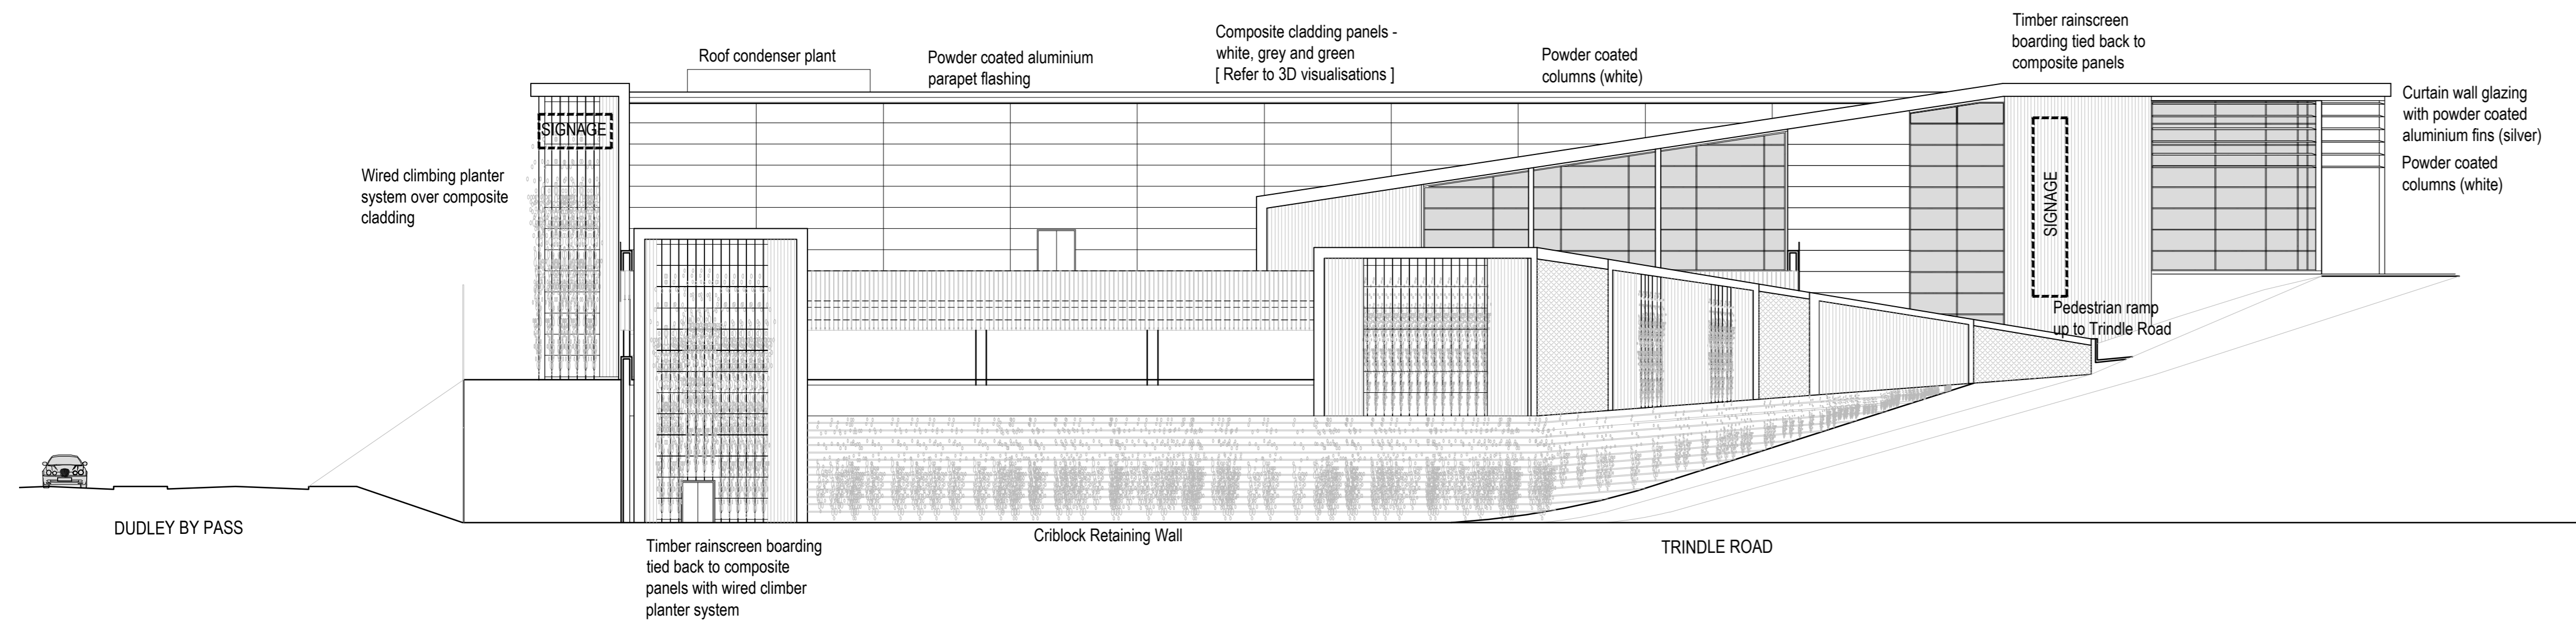 Roof condenser plant
Powder coated aluminium
parapet flashing
Composite cladding panels -
white, grey and green
[ Refer to 3D visualisations ]
Powder coated
columns (white)
Timber rainscreen
boarding tied back to
composite panels
Curtain wall glazing
with powder coated
aluminium fins (silver)
Powder coated
columns (white)
SIGNAGE
Wired climbing planter
system over composite
cladding
SIGNAGE
Pedestrian ramp
up to Trindle Road
DUDLEY BY PASS
Timber rainscreen boarding
tied back to composite
panels with wired climber
planter system
Criblock Retaining Wall
TRINDLE ROAD